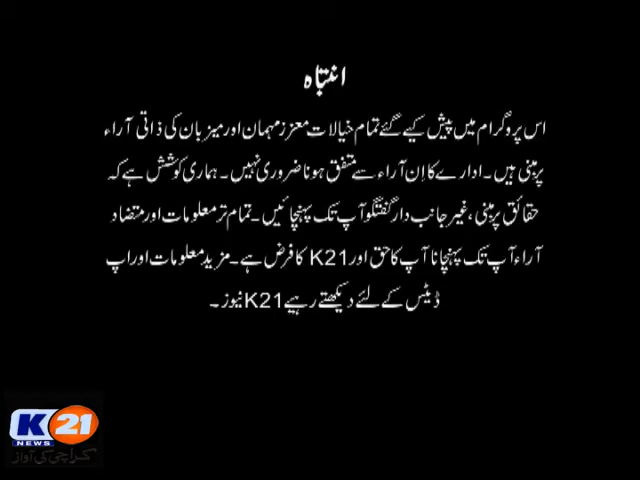 انتباہ
اس پروگرام میں پیش کیے گئے تمام خیالات معزز مہمان اور میزبان کی ذاتی آراء
پر مبنی ہیں۔ ادارے کا اِن آراء سے متفق ہونا ضروری نہیں۔ ہماری کوشش ہے کہ
حقائق پر مبنی، غیر جانب دار گفتگو آپ تک پہنچائیں۔ تمام تر معلومات اور متضاد
آراء آپ تک پہنچانا آپ کا حق اور K21 کا فرض ہے۔ مزید معلومات اور اپ
ڈیٹس کے لئے دیکھتے رہیے K21 نیوز۔
K21
NEWS
کراچی کی آواز